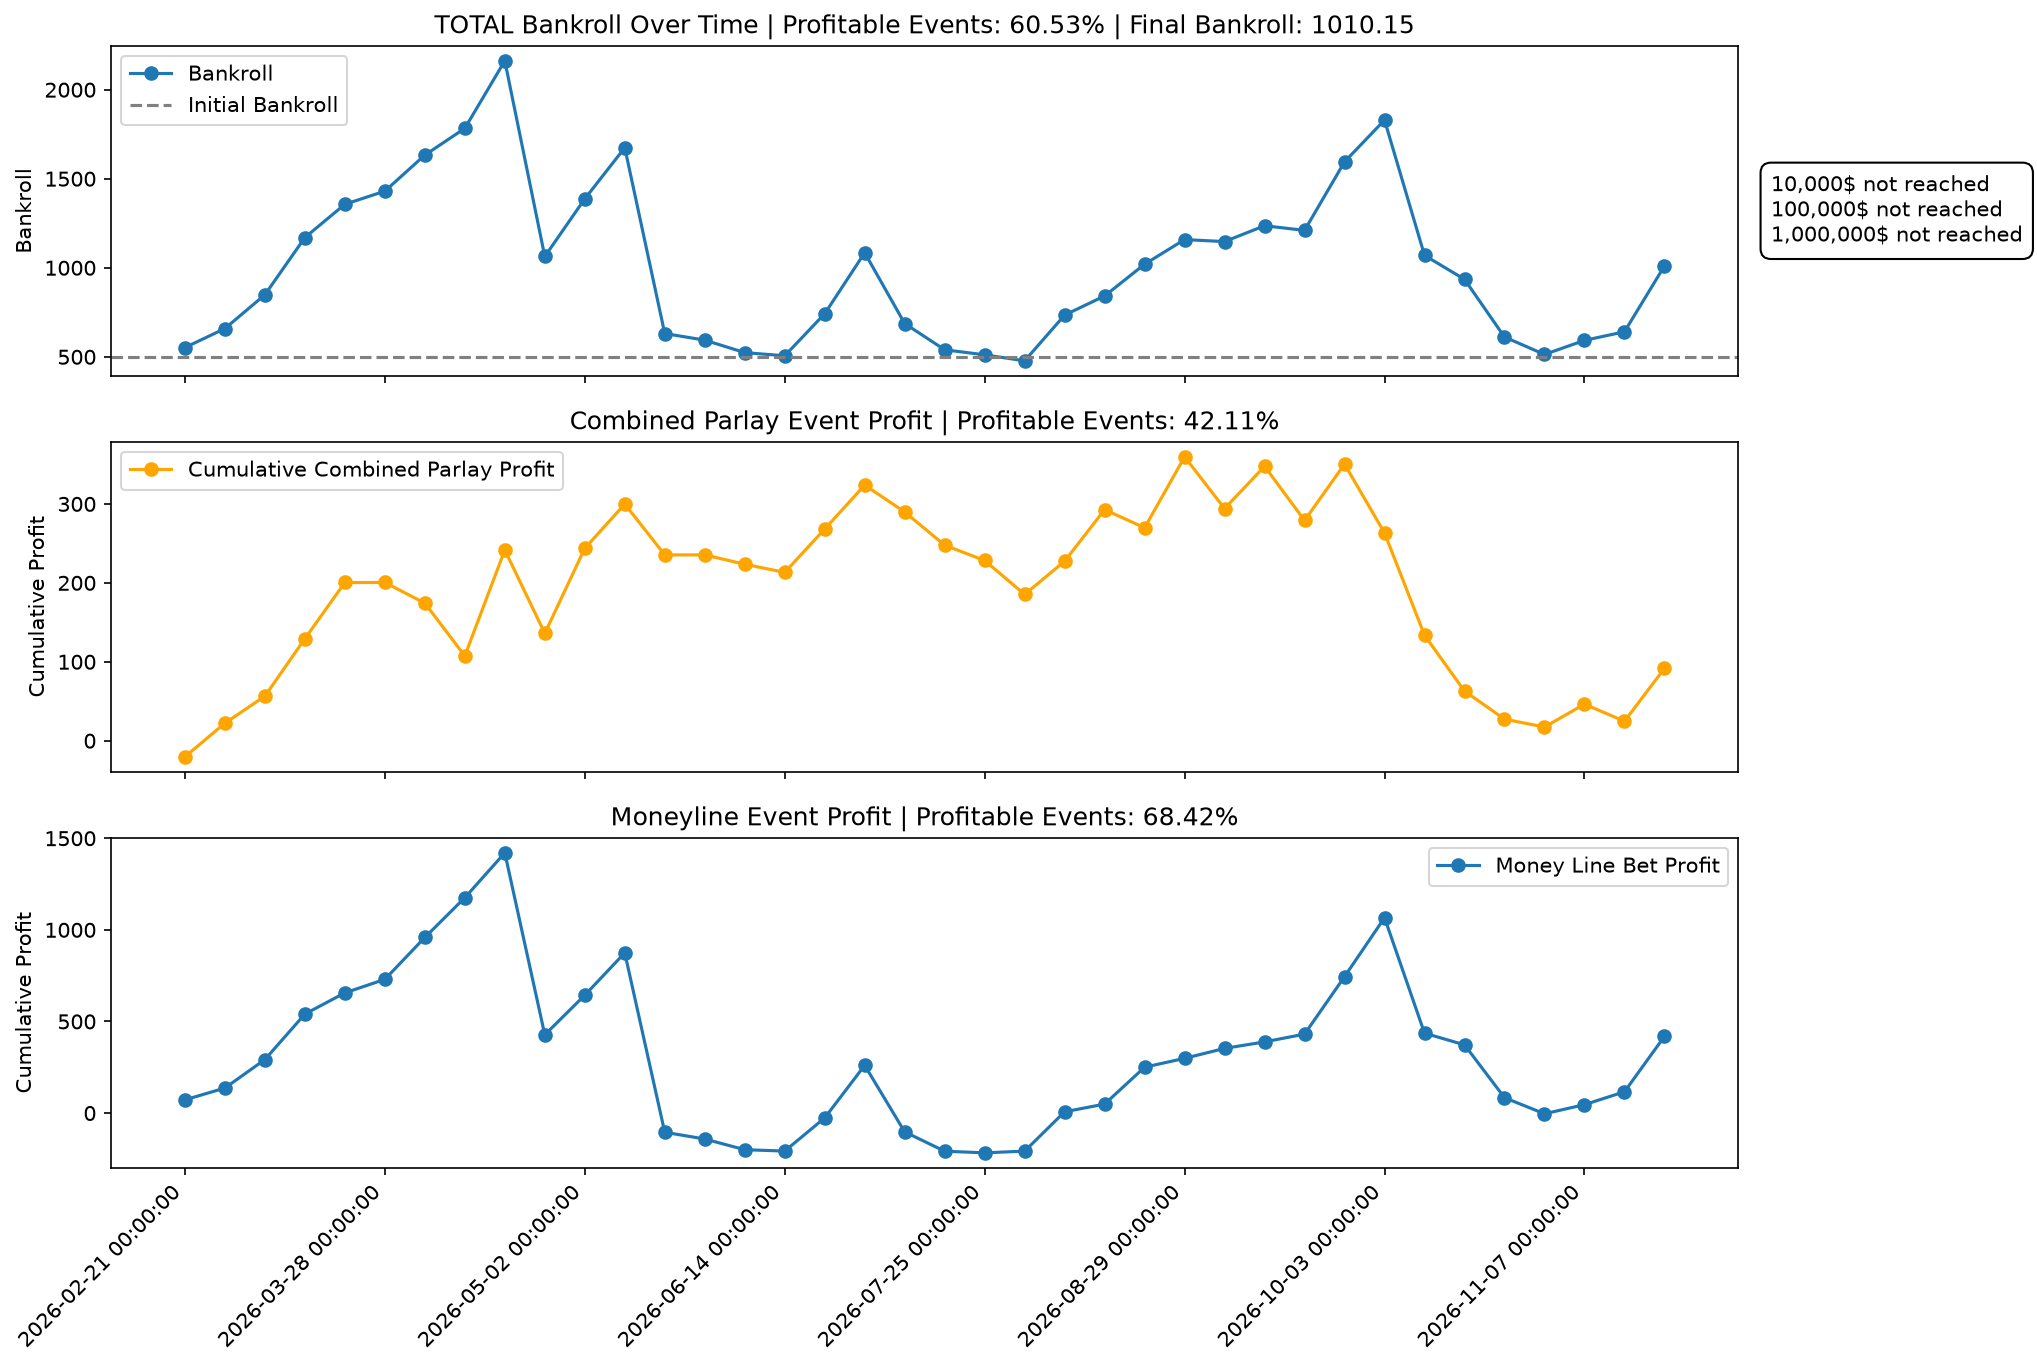 TOTAL Bankroll Over Time | Profitable Events: 60.53% | Final Bankroll: 1010.15
Bankroll
Initial Bankroll
Bankroll
2000
1500
1000
500
10,000$ not reached
100,000$ not reached
1,000,000$ not reached
Combined Parlay Event Profit | Profitable Events: 42.11%
Cumulative Combined Parlay Profit
Cumulative Profit
300
200
100
0
Moneyline Event Profit | Profitable Events: 68.42%
Money Line Bet Profit
Cumulative Profit
1500
1000
500
0
2026-02-21 00:00:00
2026-03-28 00:00:00
2026-05-02 00:00:00
2026-06-14 00:00:00
2026-07-25 00:00:00
2026-08-29 00:00:00
2026-10-03 00:00:00
2026-11-07 00:00:00